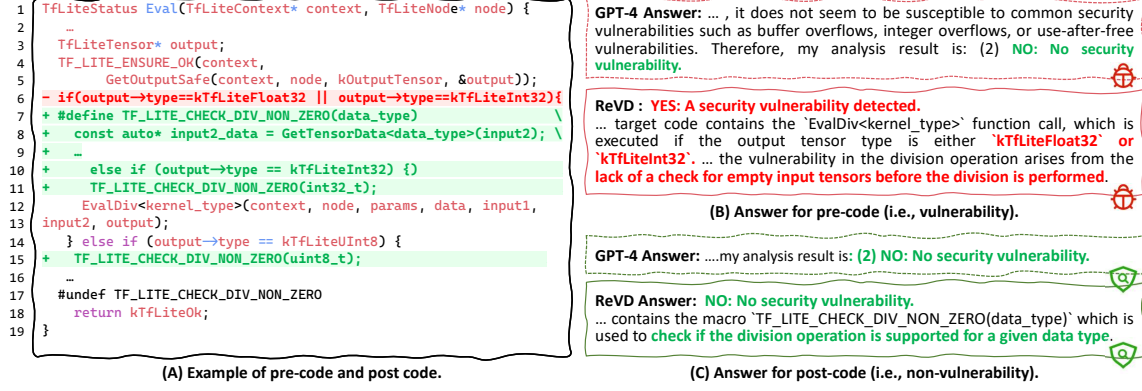 1 TfLiteStatus Eval(TfLiteContext* context, TfLiteNode* node) {
2 …
3 TfLiteTensor* output;
4 TF_LITE_ENSURE_OK(context,
5 GetOutputSafe(context, node, kOutputTensor, &output));
6 - if(output→type==kTfLiteFloat32 || output→type==kTfLiteInt32){
7 + #define TF_LITE_CHECK_DIV_NON_ZERO(data_type) \
8 + const auto* input2_data = GetTensorData<data_type>(input2); \
9 + …
10 + else if (output→type == kTfLiteInt32) {)
11 + TF_LITE_CHECK_DIV_NON_ZERO(int32_t);
12 EvalDiv<kernel_type>(context, node, params, data, input1,
13 input2, output);
14 } else if (output→type == kTfLiteUInt8) {
15 + TF_LITE_CHECK_DIV_NON_ZERO(uint8_t);
16 …
17 #undef TF_LITE_CHECK_DIV_NON_ZERO
18 return kTfLiteOk;
19 }
(A) Example of pre-code and post code.
GPT-4 Answer: … , it does not seem to be susceptible to common security
vulnerabilities such as buffer overflows, integer overflows, or use-after-free
vulnerabilities. Therefore, my analysis result is: (2) NO: No security
vulnerability.
ReVD : YES: A security vulnerability detected.
… target code contains the `EvalDiv<kernel_type>` function call, which is
executed if the output tensor type is either `kTfLiteFloat32` or
`kTfLiteInt32`. … the vulnerability in the division operation arises from the
lack of a check for empty input tensors before the division is performed.
(B) Answer for pre-code (i.e., vulnerability).
GPT-4 Answer: ….my analysis result is: (2) NO: No security vulnerability.
ReVD Answer: NO: No security vulnerability.
… contains the macro `TF_LITE_CHECK_DIV_NON_ZERO(data_type)` which is
used to check if the division operation is supported for a given data type.
(C) Answer for post-code (i.e., non-vulnerability).